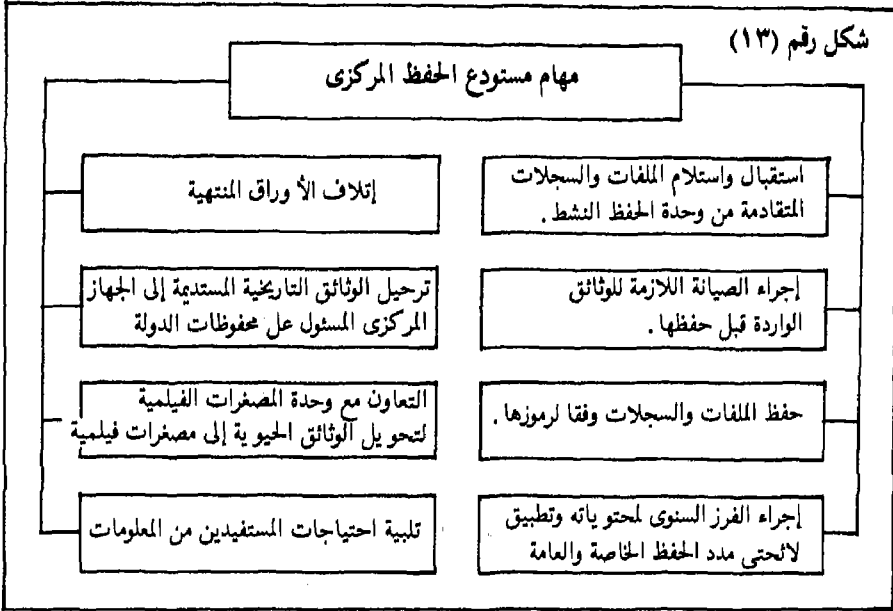 شكل رقم (١٣)
مهام مستودع الحفظ المركزى
استقبال واستلام الملفات والسجلات
المتقادمة من وحدة الحفظ النشط .
إجراء الصيانة اللازمة للوثائق
الواردة قبل حفظها .
حفظ الملفات والسجلات وفقا لرموزها .
إجراء الفرز السنوى لمحتو ياته وتطبيق
لائحتى مدد الحفظ الخاصة والعامة
إتلاف الأ وراق المنتهية
ترحيل الوثائق التاريخية المستديمة إلى الجهاز
المركزى المسئول عل محفوظات الدولة
التعاون مع وحدة المصغرات الفيلمية
لتحو يل الوثائق الحيو ية إلى مصغرات فيلمية
تلبية احتياجات المستفيدين من المعلومات